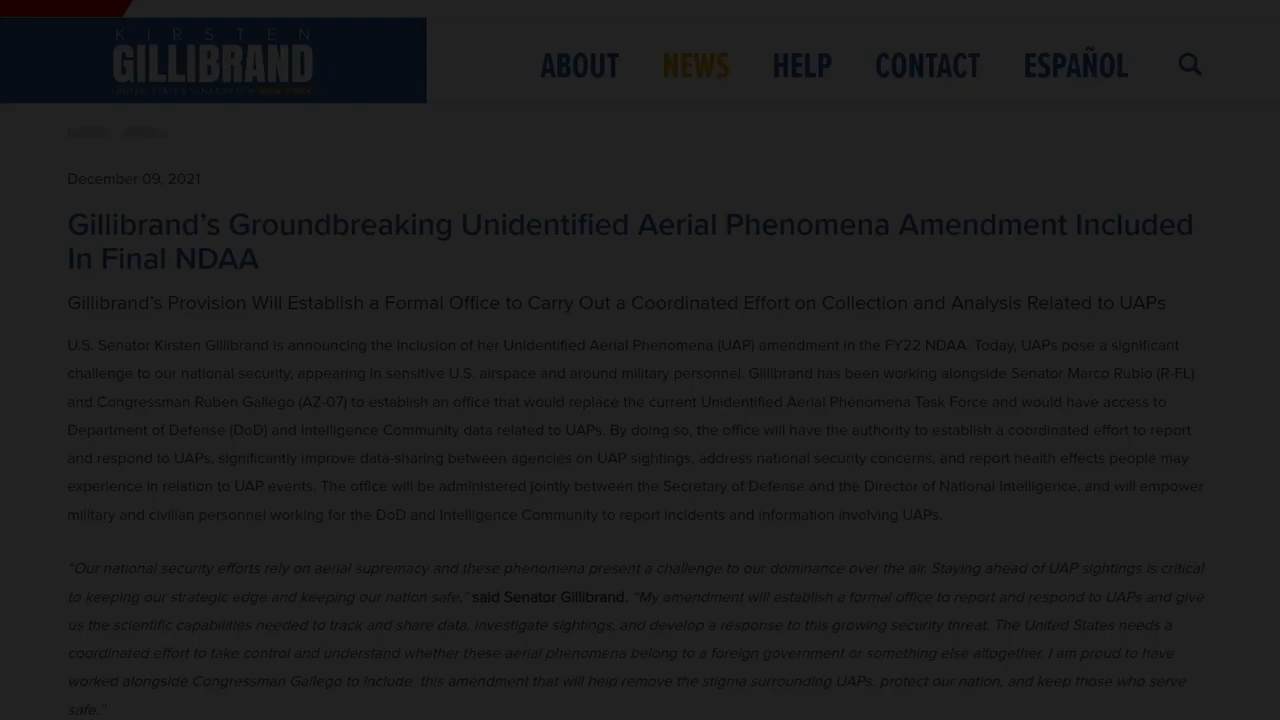 KIRSTEN
GILLIBRAND
UNITED STATES SENATOR FOR NEW YORK
ABOUT NEWS HELP CONTACT ESPAÑOL
December 09, 2021
Gillibrand’s Groundbreaking Unidentified Aerial Phenomena Amendment Included
In Final NDAA
Gillibrand’s Provision Will Establish a Formal Office to Carry Out a Coordinated Effort on Collection and Analysis Related to UAPs
U.S. Senator Kirsten Gillibrand is announcing the inclusion of her Unidentified Aerial Phenomena (UAP) amendment in the FY22 NDAA. Today, UAPs pose a significant
challenge to our national security, appearing in sensitive U.S. airspace and around military personnel. Gillibrand has been working alongside Senator Marco Rubio (R-FL)
and Congressman Ruben Gallego (AZ-07) to establish an office that would replace the current Unidentified Aerial Phenomena Task Force and would have access to
Department of Defense (DoD) and Intelligence Community data related to UAPs. By doing so, the office will have the authority to establish a coordinated effort to report
and respond to UAPs, significantly improve data-sharing between agencies on UAP sightings, address national security concerns, and report health effects people may
experience in relation to UAP events. The office will be administered jointly between the Secretary of Defense and the Director of National Intelligence, and will empower
military and civilian personnel working for the DoD and Intelligence Community to report incidents and information involving UAPs.
“Our national security efforts rely on aerial supremacy and these phenomena present a challenge to our dominance over the air. Staying ahead of UAP sightings is critical
to keeping our strategic edge and keeping our nation safe,” said Senator Gillibrand. “My amendment will establish a formal office to report and respond to UAPs and give
us the scientific capabilities needed to track and share data, investigate sightings, and develop a response to this growing security threat. The United States needs a
coordinated effort to take control and understand whether these aerial phenomena belong to a foreign government or something else altogether. I am proud to have
worked alongside Congressman Gallego to include this amendment that will help remove the stigma surrounding UAPs, protect our nation, and keep those who serve
safe.”